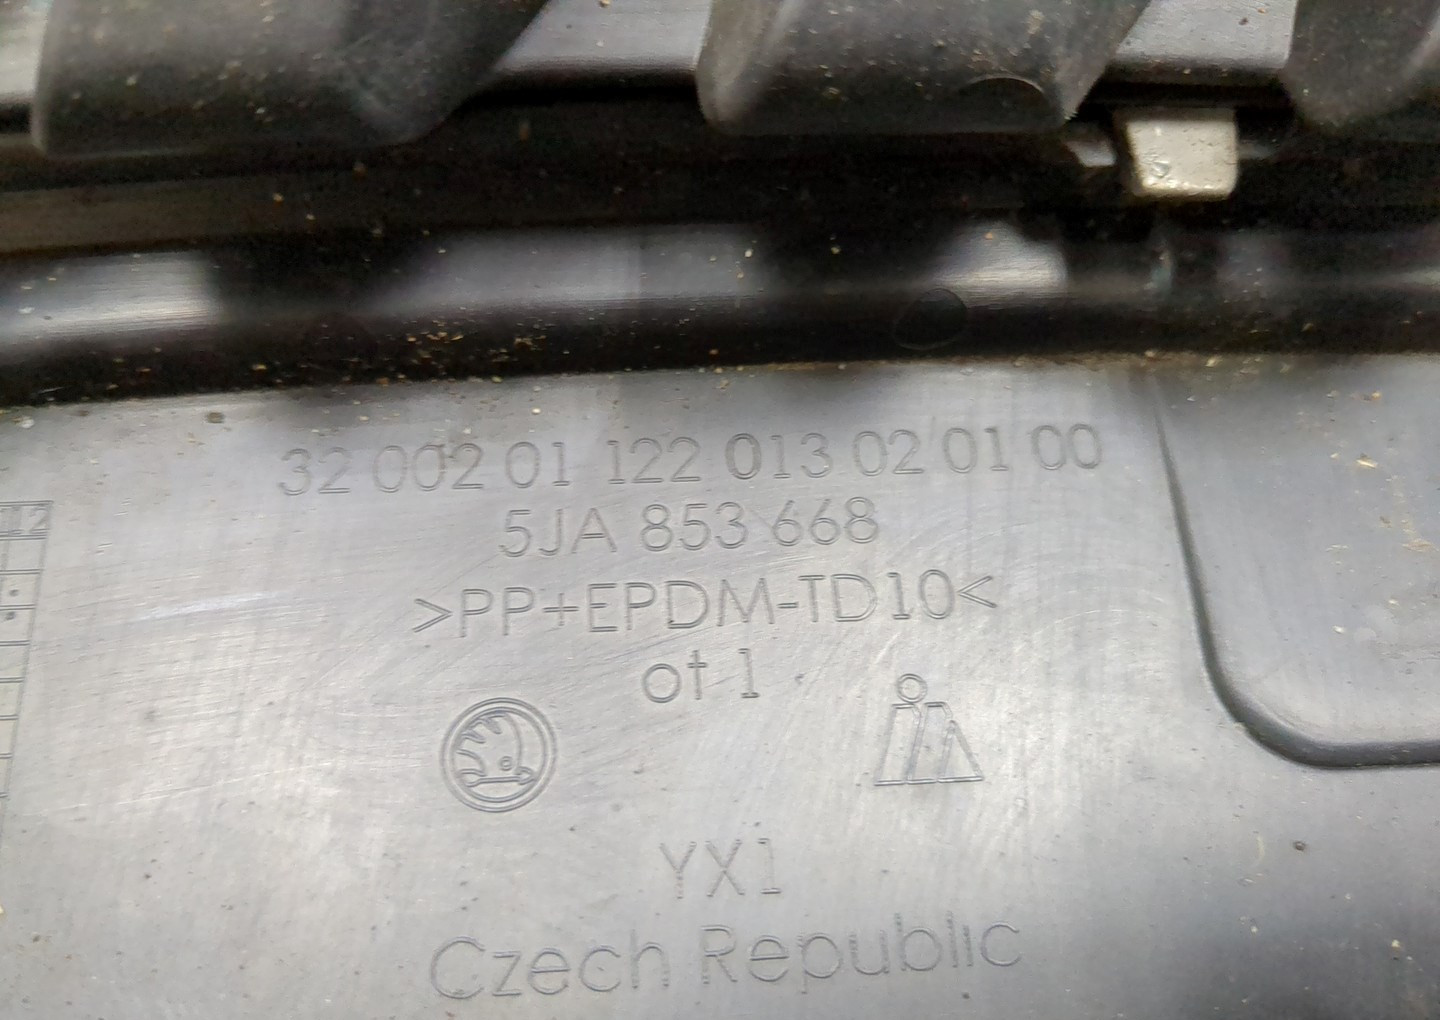 32 002 01 122 013 02 01 00
5JA 853 668
>PP+EPDM-TD10<
ot 1
YX1
Czech Republic
12